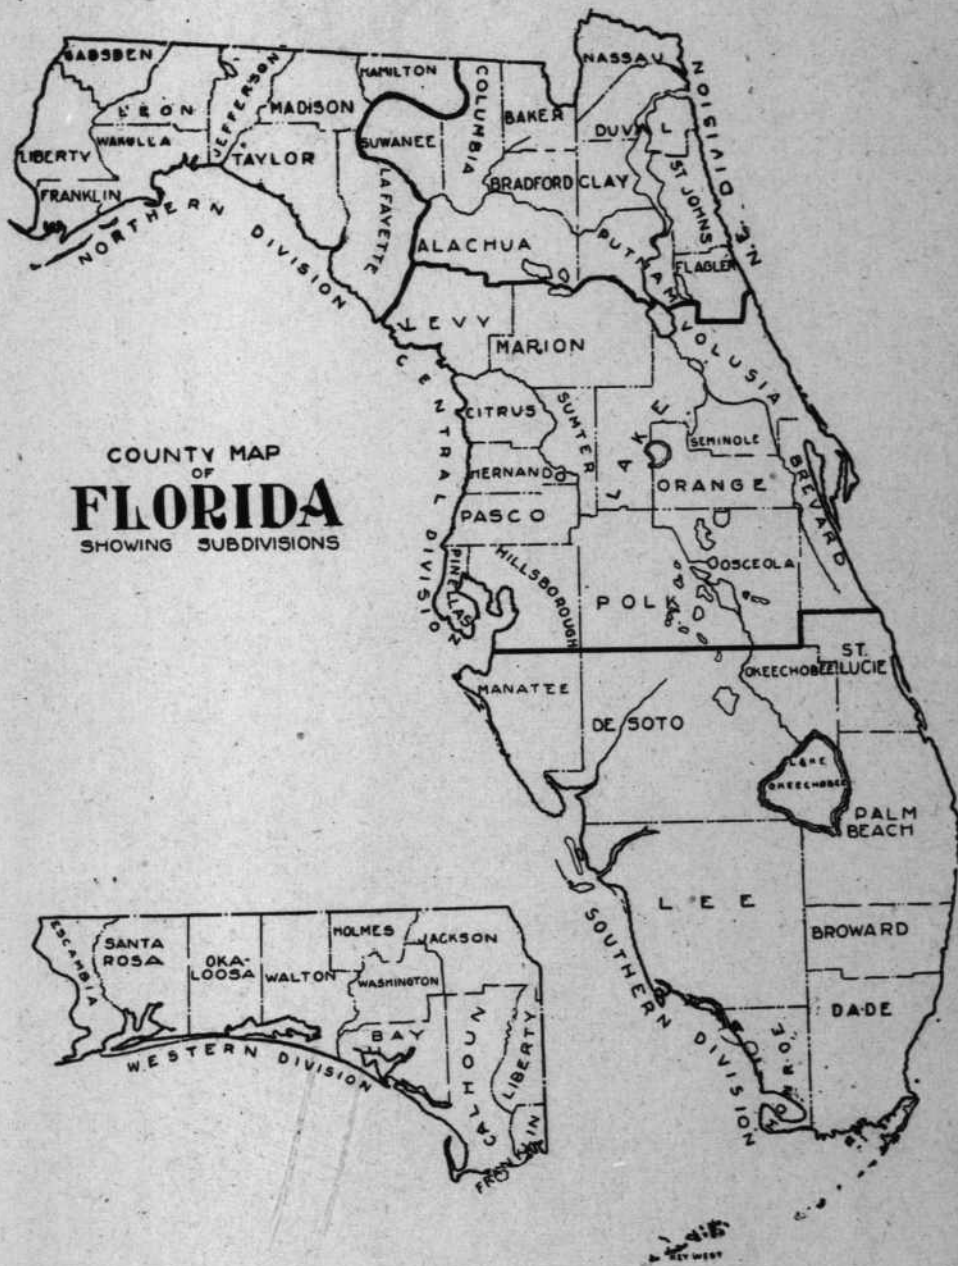 COUNTY MAP
OF
FLORIDA
SHOWING SUBDIVISIONS
GADSDEN
LEON
JEFFERSON
MADISON
HAMILTON
COLUMBIA
BAKER
NASSAU
DUVAL
LIBERTY
WAKULLA
TAYLOR
SUWANEE
BRADFORD
CLAY
ST JOHNS
FRANKLIN
LAFAYETTE
ALACHUA
PUTNAM
FLAGLER
NORTHERN DIVISION
N.E. DIVISION
LEVY
MARION
VOLUSIA
CITRUS
SUMTER
LAKE
SEMINOLE
HERNANDO
ORANGE
BREVARD
PASCO
PINELLAS
HILLSBOROUGH
POLK
OSCEOLA
CENTRAL DIVISION
MANATEE
DE SOTO
OKEECHOBEE
ST.
LUCIE
LAKE
OKEECHOBEE
PALM
BEACH
LEE
BROWARD
DADE
MONROE
SOUTHERN DIVISION
KEY WEST
ESCAMBIA
SANTA
ROSA
OKA-
LOOSA
WALTON
HOLMES
JACKSON
WASHINGTON
BAY
CALHOUN
LIBERTY
FRANKLIN
WESTERN DIVISION